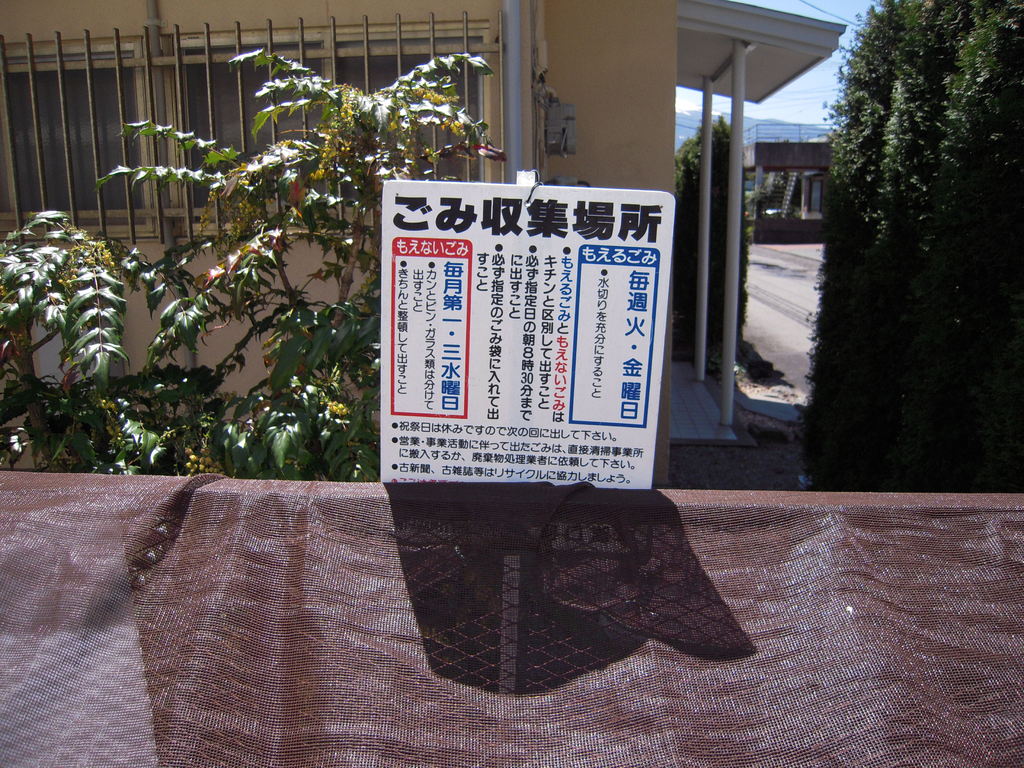 ごみ収集場所
もえるごみ
毎週 火・金曜日
●水切りを充分にすること
●もえるごみともえないごみは
キチンと区別して出すこと
●必ず指定日の朝8時30分まで
に出すこと
●必ず指定のごみ袋に入れて出
すこと
もえないごみ
毎月第一・三水曜日
●カンとビン・ガラス類は分けて
出すこと
●きちんと整頓して出すこと
●祝祭日は休みですので次の回に出して下さい。
●営業・事業活動に伴って出たごみは、直接清掃事業所
に搬入するか、廃棄物処理業者に依頼して下さい。
●古新聞、古雑誌等はリサイクルに協力しましょう。